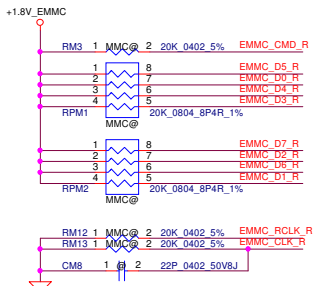 +1.8V_EMMC
RM3 1 MMC@ 2 20K_0402_5% EMMC_CMD_R
1 8 EMMC_D5_R
2 7 EMMC_D0_R
3 6 EMMC_D4_R
4 5 EMMC_D3_R
RPM1 20K_0804_8P4R_1%
MMC@
1 8 EMMC_D7_R
2 7 EMMC_D2_R
3 6 EMMC_D6_R
4 5 EMMC_D1_R
RPM2 20K_0804_8P4R_1%
MMC@
RM12 1 MMC@ 2 20K_0402_5% EMMC_RCLK_R
RM13 1 MMC@ 2 20K_0402_5% EMMC_CLK_R
CM8 1 @ 2 22P_0402_50V8J